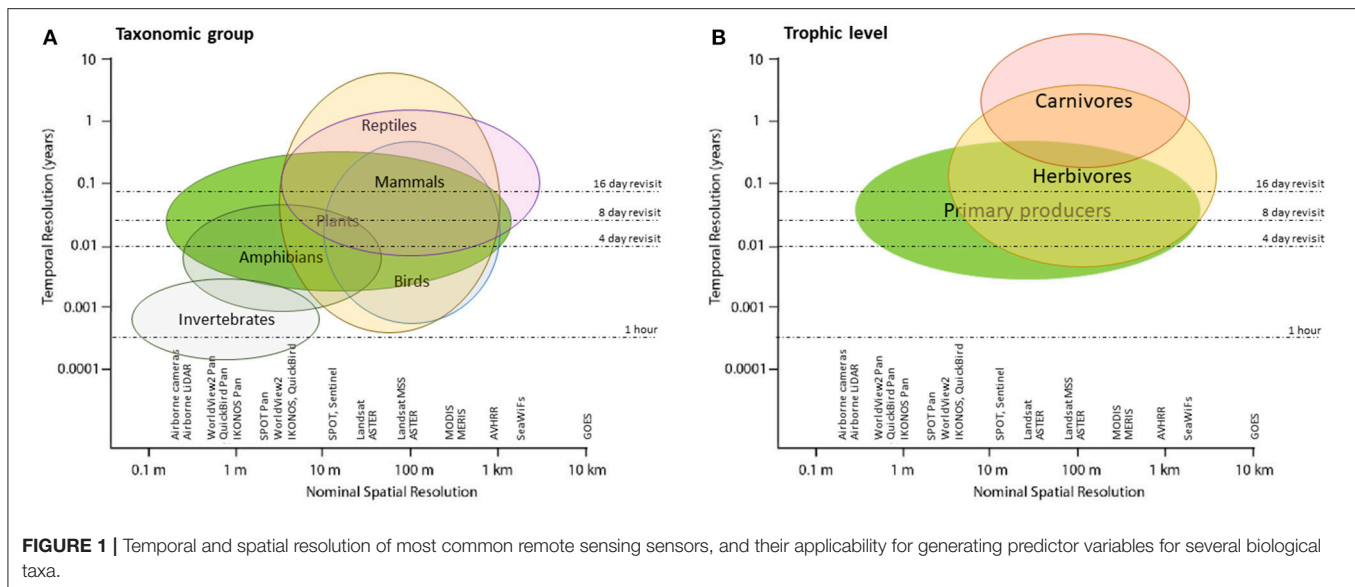 A Taxonomic group
10
1
0.1
0.01
0.001
0.0001
Temporal Resolution (years)
Reptiles
Mammals
Plants
Amphibians
Birds
Invertebrates
16 day revisit
8 day revisit
4 day revisit
1 hour
Airborne cameras
Airborne LiDAR
WorldView2 Pan
QuickBird Pan
IKONOS Pan
SPOT Pan
WorldView2
IKONOS, QuickBird
SPOT, Sentinel
Landsat
ASTER
Landsat MSS
ASTER
MODIS
MERIS
AVHRR
SeaWiFs
GOES
0.1 m
1 m
10 m
100 m
1 km
10 km
Nominal Spatial Resolution
B Trophic level
10
1
0.1
0.01
0.001
0.0001
Temporal Resolution (years)
Carnivores
Herbivores
Primary producers
16 day revisit
8 day revisit
4 day revisit
1 hour
Airborne cameras
Airborne LiDAR
WorldView2 Pan
QuickBird Pan
IKONOS Pan
SPOT Pan
WorldView2
IKONOS, QuickBird
SPOT, Sentinel
Landsat
ASTER
Landsat MSS
ASTER
MODIS
MERIS
AVHRR
SeaWiFs
GOES
0.1 m
1 m
10 m
100 m
1 km
10 km
Nominal Spatial Resolution
FIGURE 1 | Temporal and spatial resolution of most common remote sensing sensors, and their applicability for generating predictor variables for several biological
taxa.